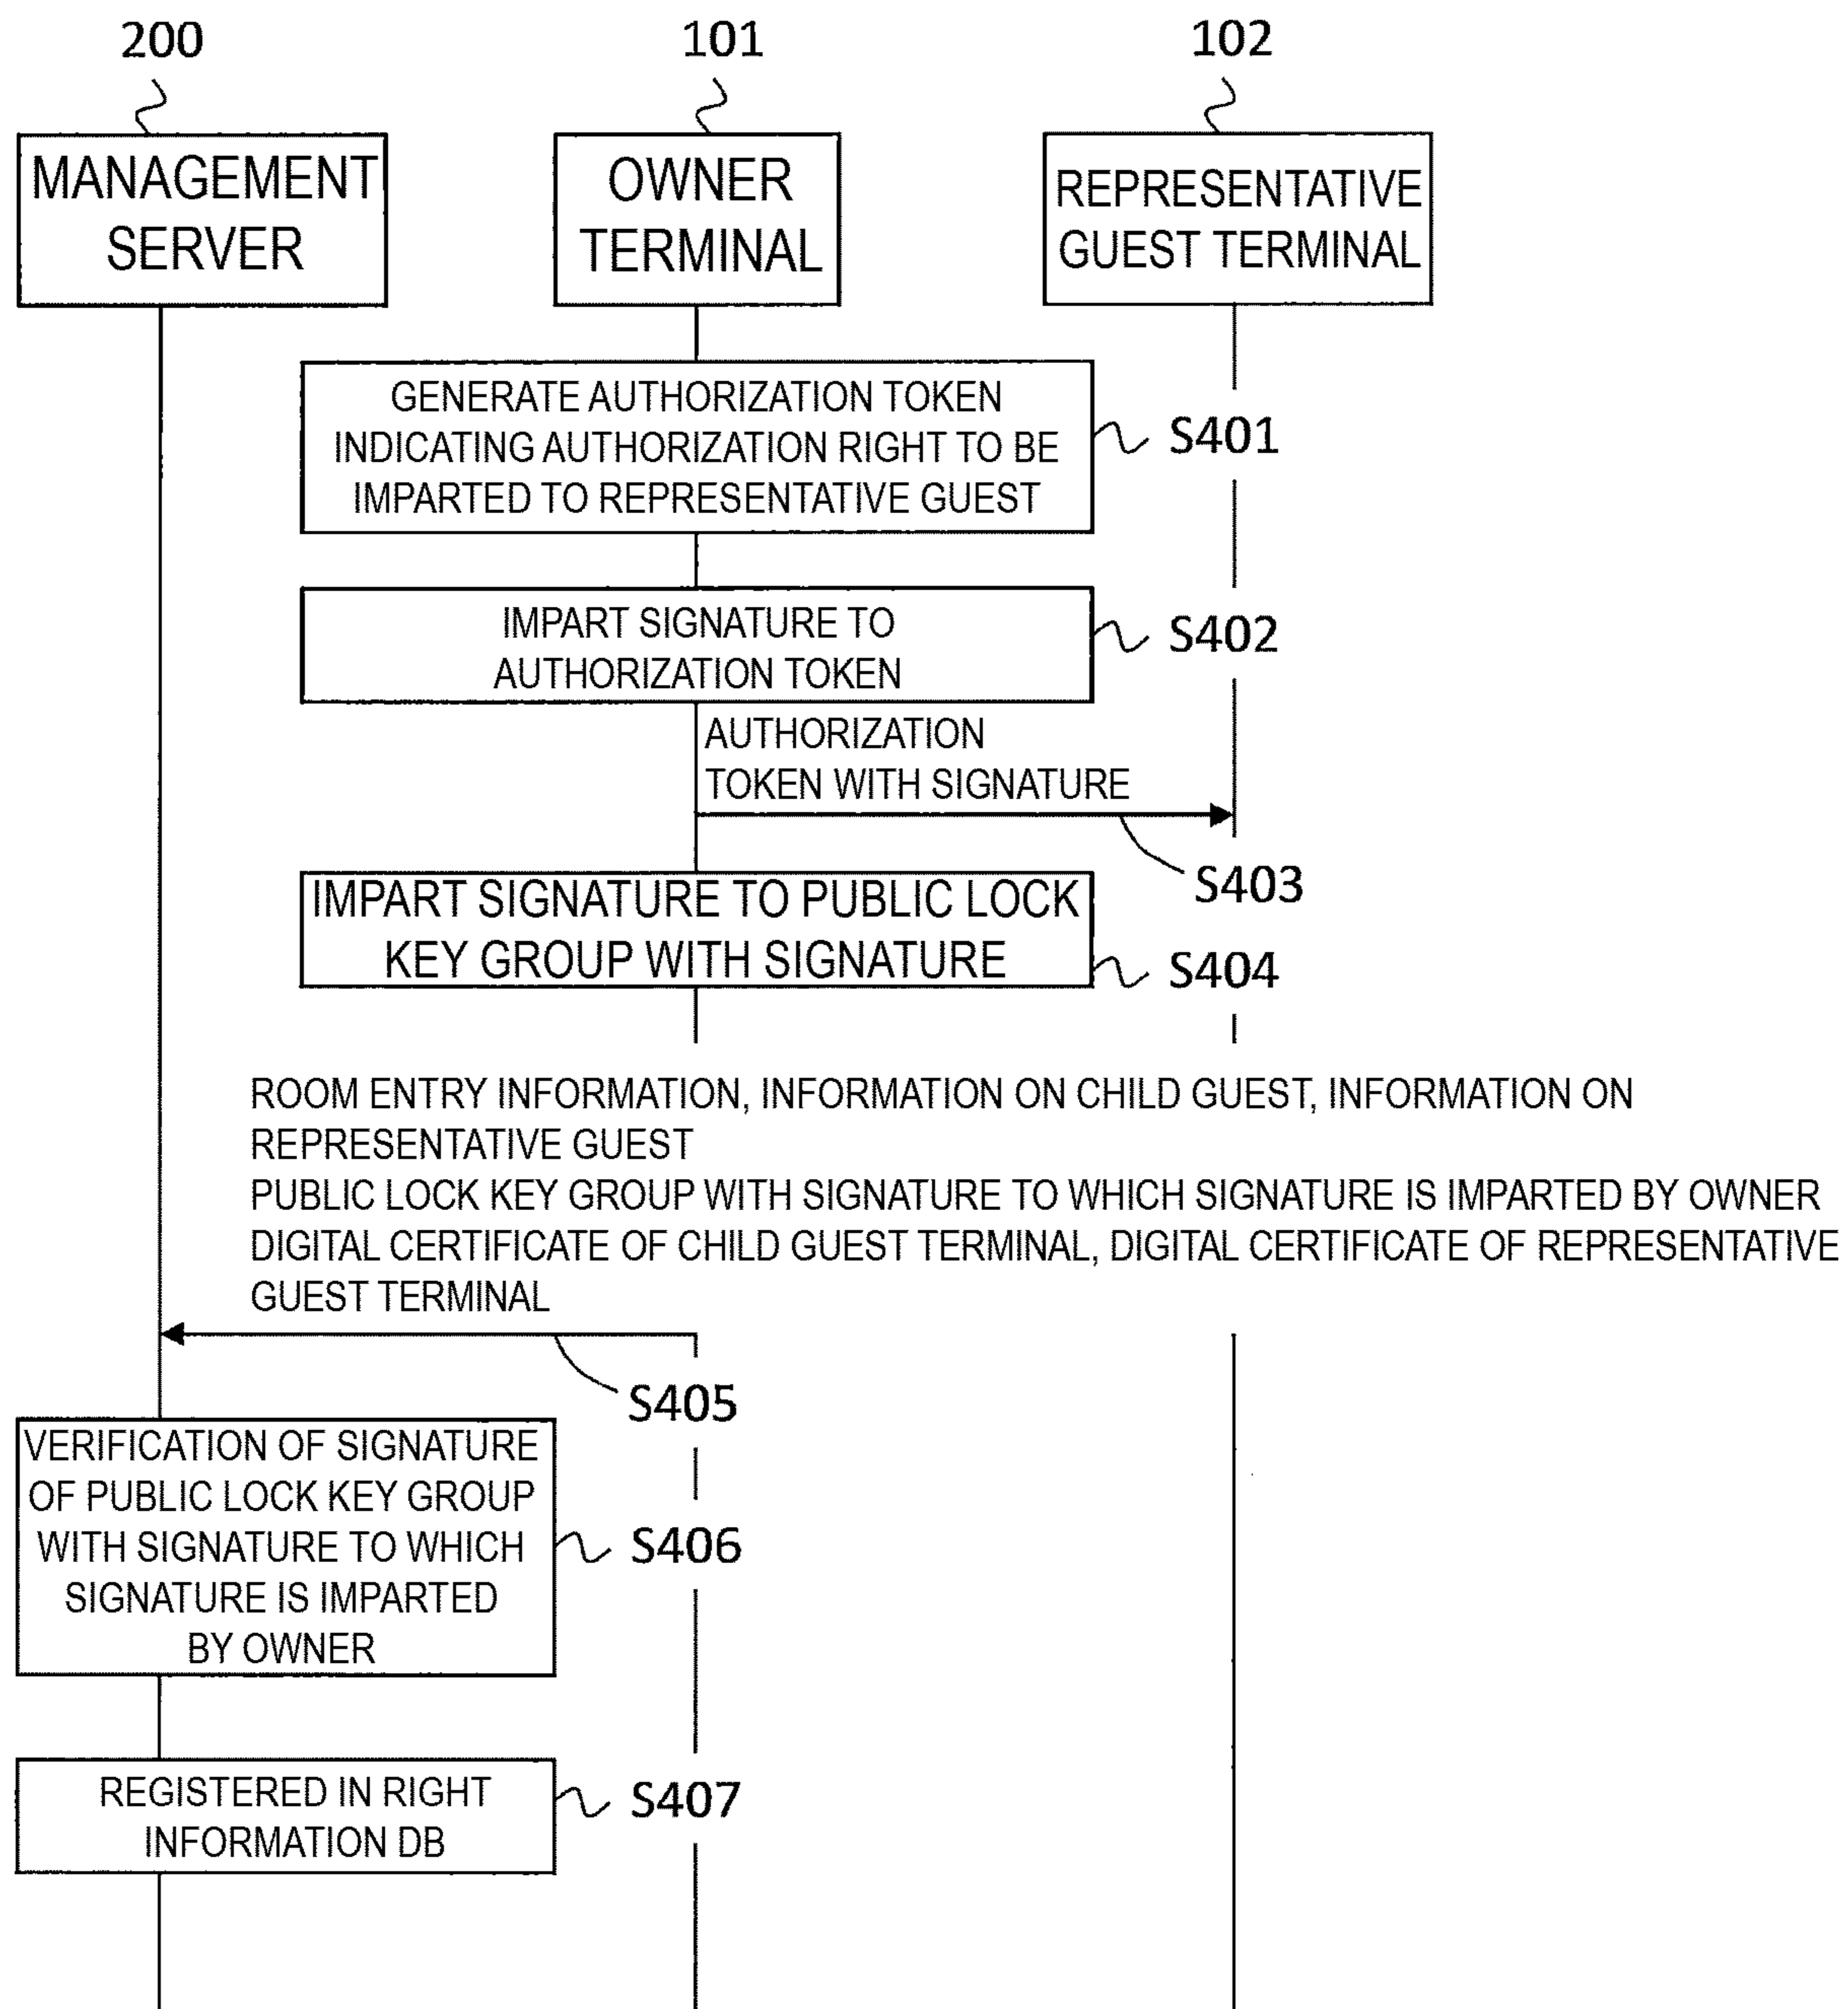 200
101
102
MANAGEMENT
SERVER
OWNER
TERMINAL
REPRESENTATIVE
GUEST TERMINAL
GENERATE AUTHORIZATION TOKEN
INDICATING AUTHORIZATION RIGHT TO BE
IMPARTED TO REPRESENTATIVE GUEST
S401
IMPART SIGNATURE TO
AUTHORIZATION TOKEN
S402
AUTHORIZATION
TOKEN WITH SIGNATURE
S403
IMPART SIGNATURE TO PUBLIC LOCK
KEY GROUP WITH SIGNATURE
S404
ROOM ENTRY INFORMATION, INFORMATION ON CHILD GUEST, INFORMATION ON
REPRESENTATIVE GUEST
PUBLIC LOCK KEY GROUP WITH SIGNATURE TO WHICH SIGNATURE IS IMPARTED BY OWNER
DIGITAL CERTIFICATE OF CHILD GUEST TERMINAL, DIGITAL CERTIFICATE OF REPRESENTATIVE
GUEST TERMINAL
S405
VERIFICATION OF SIGNATURE
OF PUBLIC LOCK KEY GROUP
WITH SIGNATURE TO WHICH
SIGNATURE IS IMPARTED
BY OWNER
S406
REGISTERED IN RIGHT
INFORMATION DB
S407